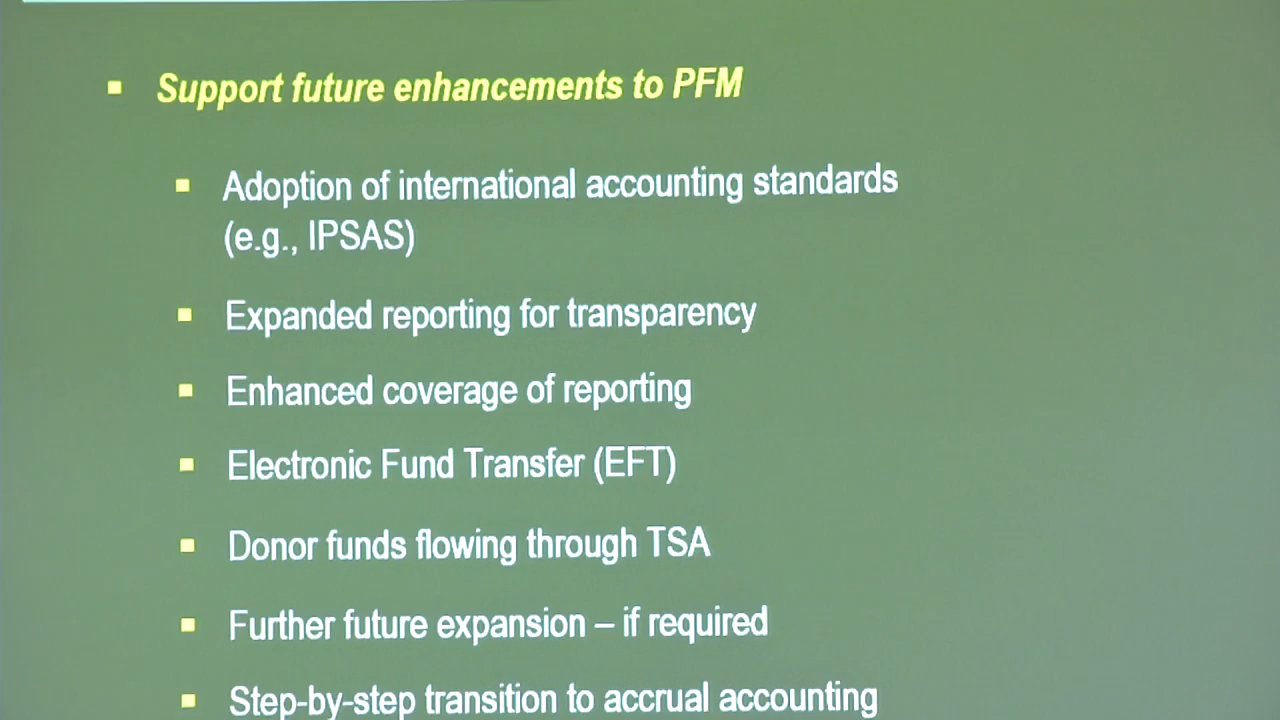 Support future enhancements to PFM
Adoption of international accounting standards
(e.g., IPSAS)
Expanded reporting for transparency
Enhanced coverage of reporting
Electronic Fund Transfer (EFT)
Donor funds flowing through TSA
Further future expansion – if required
Step-by-step transition to accrual accounting